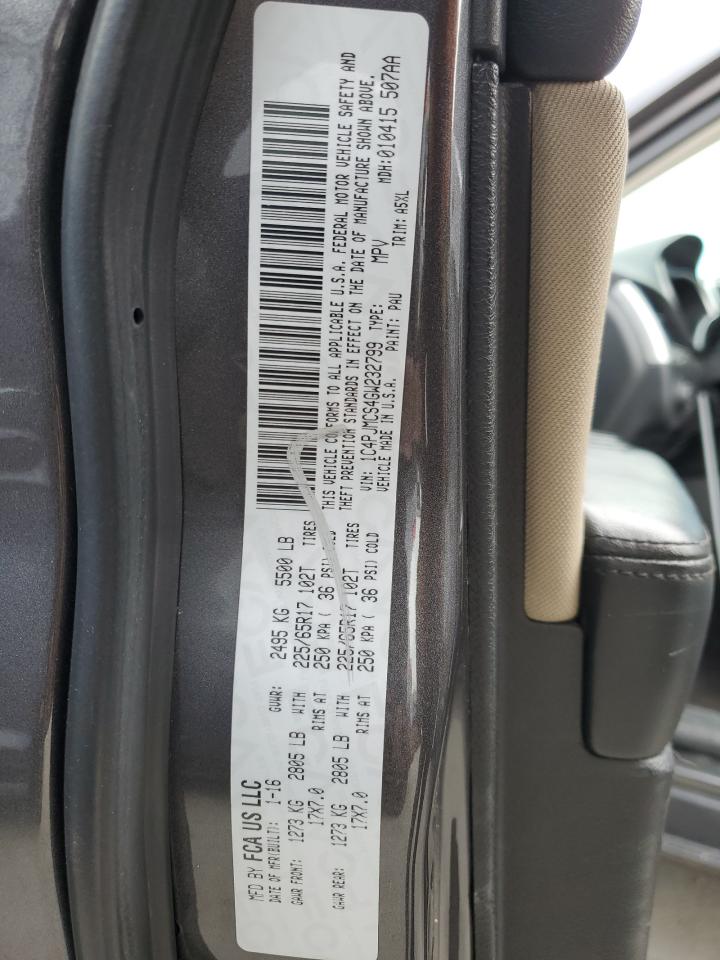 MFD BY FCA US LLC
DATE OF MFR(BUILT): 1-16 GVWR: 2495 KG 5500 LB
GAWR FRONT: 1273 KG 2805 LB WITH 225/65R17 102T TIRES
17X7.0 RIMS AT 250 KPA ( 36 PSI) COLD
GAWR REAR: 1273 KG 2805 LB WITH 225/65R17 102T TIRES
17X7.0 RIMS AT 250 KPA ( 36 PSI) COLD
THIS VEHICLE CONFORMS TO ALL APPLICABLE U.S.A. FEDERAL MOTOR VEHICLE SAFETY AND
THEFT PREVENTION STANDARDS IN EFFECT ON THE DATE OF MANUFACTURE SHOWN ABOVE.
VIN: 1C4PJMCS4GW232799 TYPE: MPV MDH:010415 507AA
VEHICLE MADE IN U.S.A. PAINT: PAU TRIM: A5XL